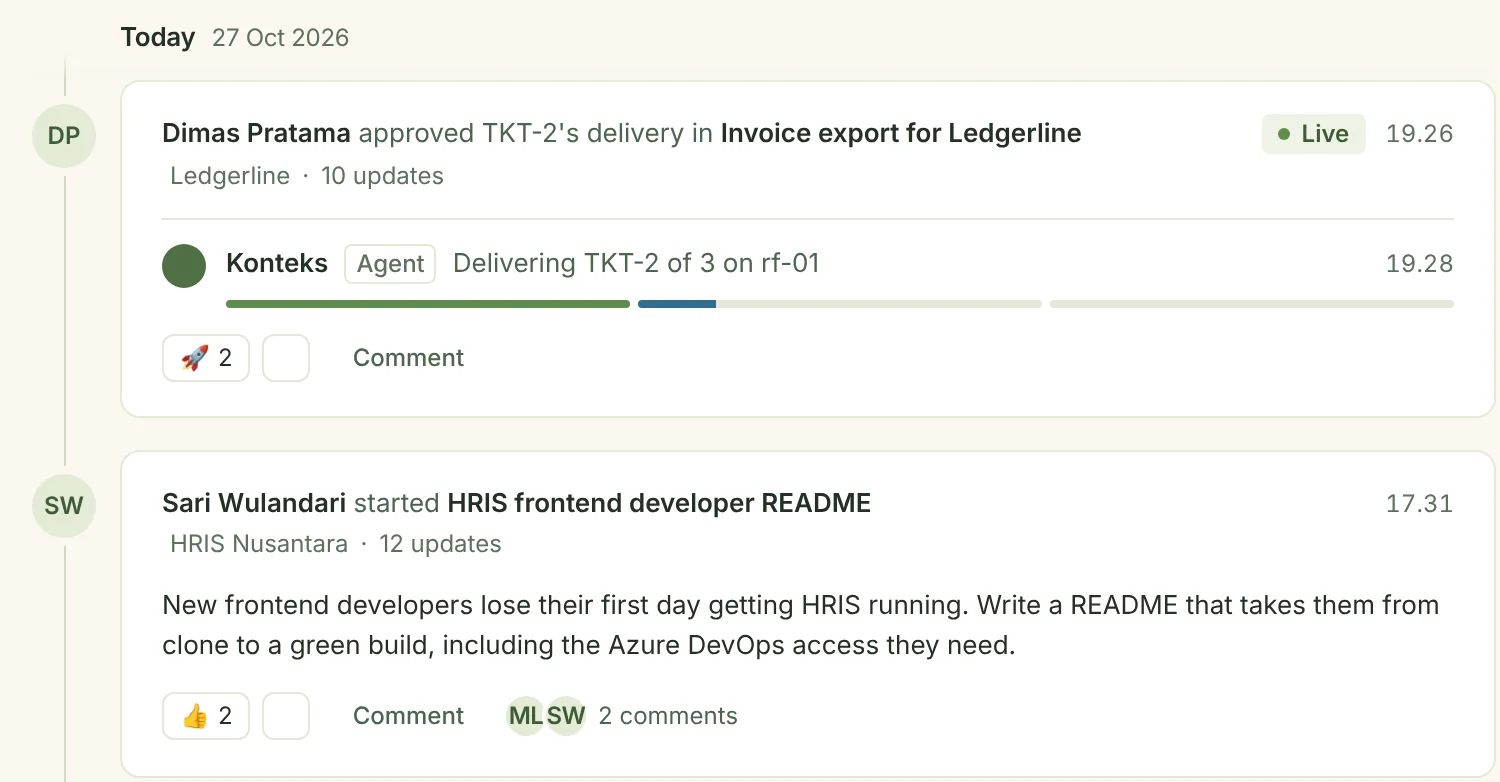 Today 27 Oct 2026
DP
Dimas Pratama approved TKT-2's delivery in Invoice export for Ledgerline Live 19.26
Ledgerline · 10 updates
Konteks Agent Delivering TKT-2 of 3 on rf-01 19.28
🚀 2 Comment
SW
Sari Wulandari started HRIS frontend developer README 17.31
HRIS Nusantara · 12 updates
New frontend developers lose their first day getting HRIS running. Write a README that takes them from
clone to a green build, including the Azure DevOps access they need.
👍 2 Comment ML SW 2 comments